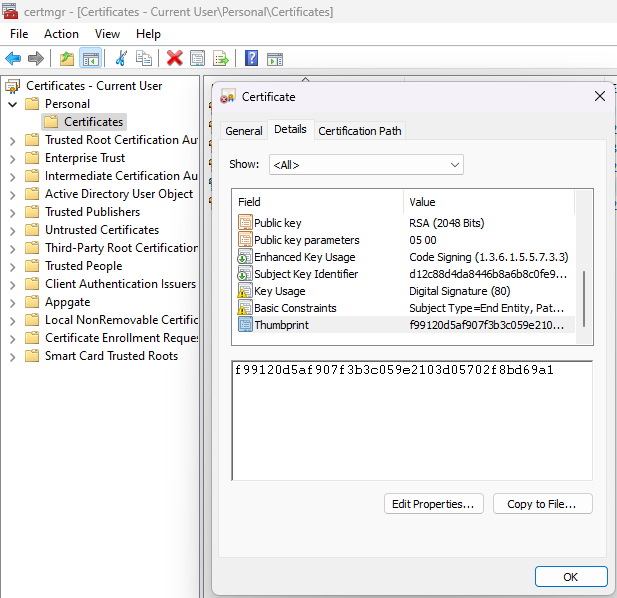 certmgr - [Certificates - Current User\Personal\Certificates]
File Action View Help
Certificates - Current User
Personal
Certificates
Trusted Root Certification Au
Enterprise Trust
Intermediate Certification Au
Active Directory User Object
Trusted Publishers
Untrusted Certificates
Third-Party Root Certification
Trusted People
Client Authentication Issuers
Appgate
Local NonRemovable Certific
Certificate Enrollment Reques
Smart Card Trusted Roots
Certificate
General Details Certification Path
Show: <All>
Field Value
Public key RSA (2048 Bits)
Public key parameters 05 00
Enhanced Key Usage Code Signing (1.3.6.1.5.5.7.3.3)
Subject Key Identifier d12c88d4da8446b8a6b8c0fe9...
Key Usage Digital Signature (80)
Basic Constraints Subject Type=End Entity, Pat...
Thumbprint f99120d5af907f3b3c059e210...
f99120d5af907f3b3c059e2103d05702f8bd69a1
Edit Properties... Copy to File...
OK